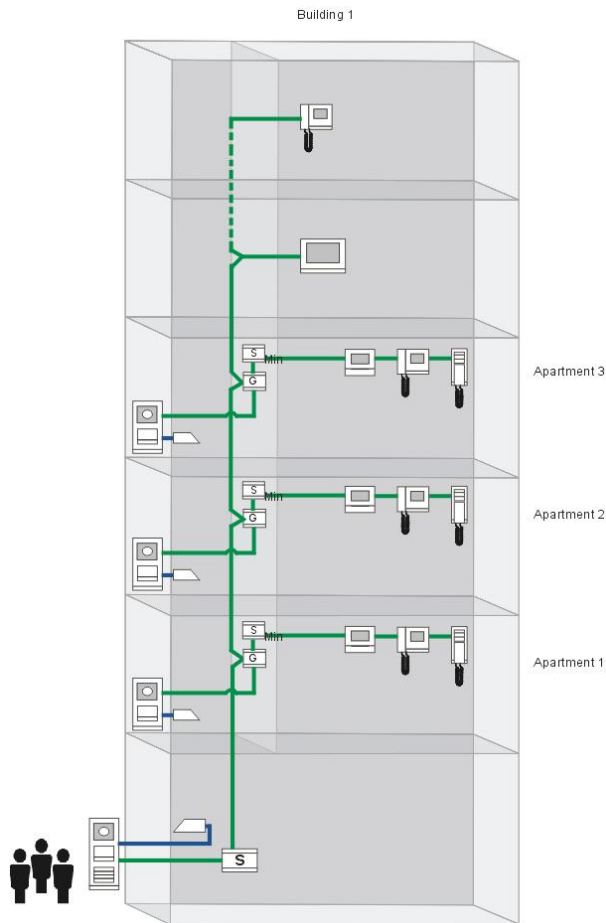 Building 1
S
Min
G
Apartment 3
S
Min
G
Apartment 2
S
Min
G
Apartment 1
S